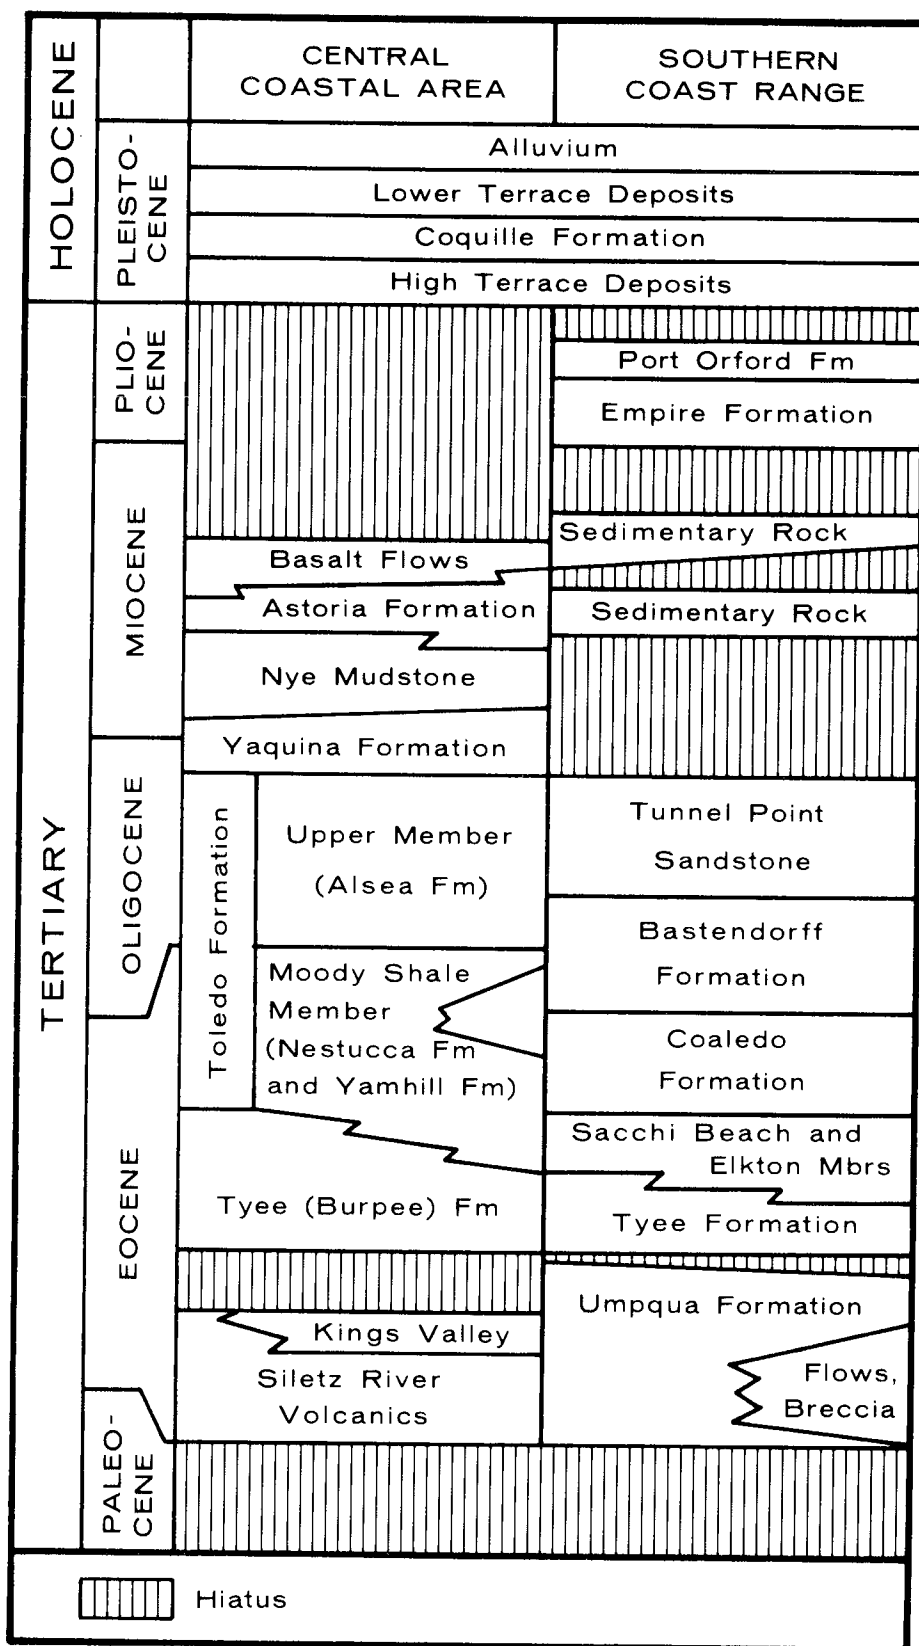 HOLOCENE
PLEISTO-
CENE
CENTRAL
COASTAL AREA
SOUTHERN
COAST RANGE
Alluvium
Lower Terrace Deposits
Coquille Formation
High Terrace Deposits
TERTIARY
PLIO-
CENE
Port Orford Fm
Empire Formation
MIOCENE
Basalt Flows
Astoria Formation
Nye Mudstone
Sedimentary Rock
Sedimentary Rock
Yaquina Formation
OLIGOCENE
Toledo Formation
Upper Member
(Alsea Fm)
Moody Shale
Member
(Nestucca Fm
and Yamhill Fm)
Tunnel Point
Sandstone
Bastendorff
Formation
Coaledo
Formation
EOCENE
Sacchi Beach and
Elkton Mbrs
Tyee (Burpee) Fm
Tyee Formation
Kings Valley
Siletz River
Volcanics
Umpqua Formation
Flows,
Breccia
PALEO-
CENE
Hiatus